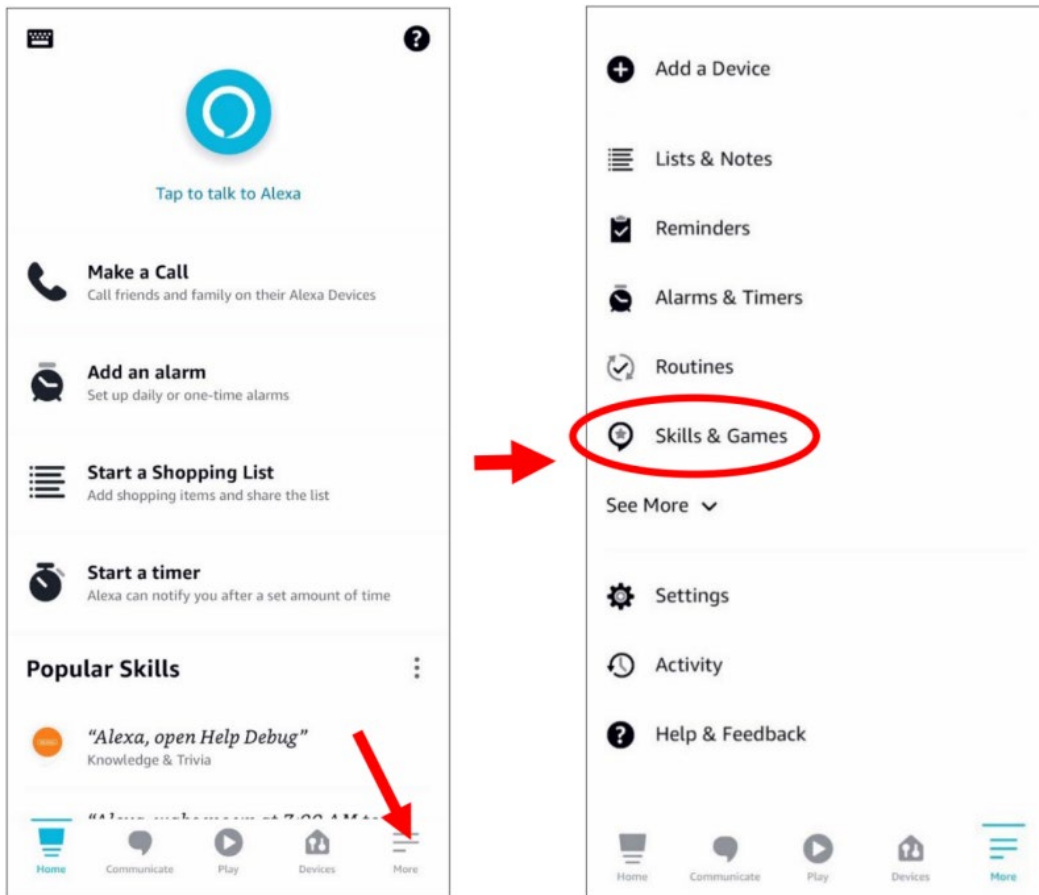 Tap to talk to Alexa
Make a Call
Call friends and family on their Alexa Devices
Add an alarm
Set up daily or one-time alarms
Start a Shopping List
Add shopping items and share the list
Start a timer
Alexa can notify you after a set amount of time
Popular Skills
“Alexa, open Help Debug”
Knowledge & Trivia
Home
Communicate
Play
Devices
More
Add a Device
Lists & Notes
Reminders
Alarms & Timers
Routines
Skills & Games
See More
Settings
Activity
Help & Feedback
Home
Communicate
Play
Devices
More